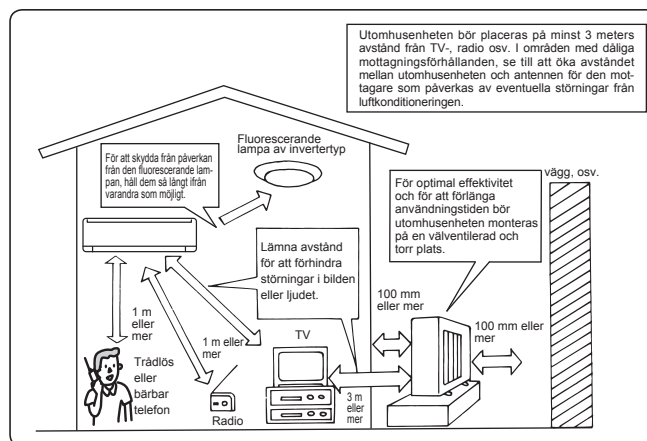 Utomhusenheten bör placeras på minst 3 meters
avstånd från TV-, radio osv. I områden med dåliga
mottagningsförhållanden, se till att öka avståndet
mellan utomhusenheten och antennen för den mot-
tagare som påverkas av eventuella störningar från
luftkonditioneringen.
Fluorescerande
lampa av invertertyp
För att skydda från påverkan
från den fluorescerande lam-
pan, håll dem så långt ifrån
varandra som möjligt.
vägg, osv.
För optimal effektivitet
och för att förlänga
användningstiden bör
utomhusenheten monteras
på en välventilerad och
torr plats.
Lämna avstånd
för att förhindra
störningar i bilden
eller ljudet.
1 m
eller
mer
1 m eller
mer
TV
100 mm
eller mer
100 mm eller
mer
Trådlös
eller
bärbar
telefon
Radio
3 m
eller
mer